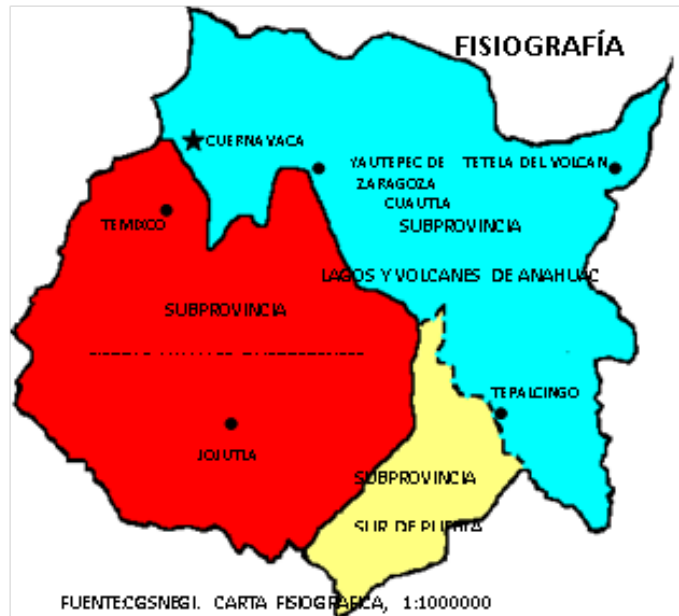 FISIOGRAFÍA
CUERNAVACA
YAUTEPEC DE
ZARAGOZA
TETELA DEL VOLCAN
CUAUTLA
TEMIXCO
SUBPROVINCIA
LAGOS Y VOLCANES DE ANAHUAC
SUBPROVINCIA
TEPALCINGO
JOJUTLA
SUBPROVINCIA
SUR DE PUEBLA
FUENTE:CGSNEGI. CARTA FISIOGRAFICA, 1:1000000